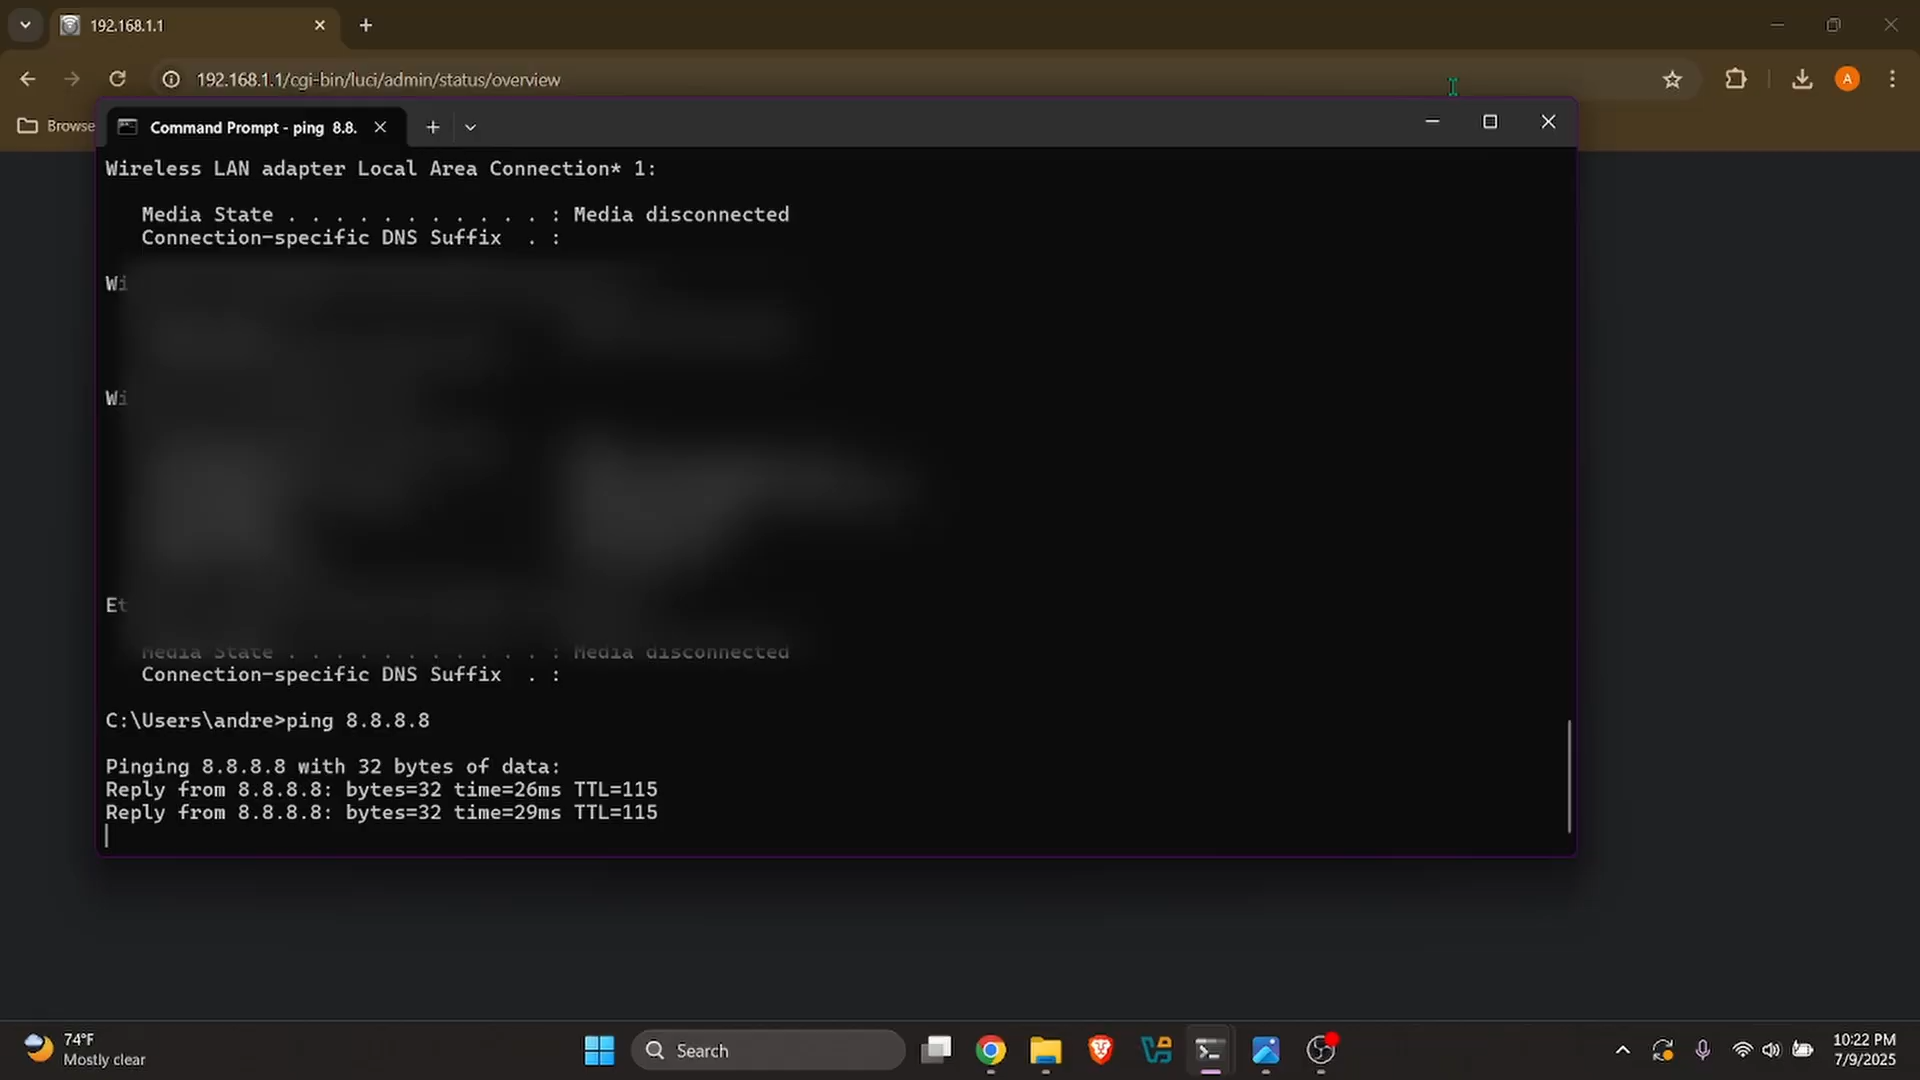 192.168.1.1
192.168.1.1/cgi-bin/luci/admin/status/overview
A
Browse
Command Prompt - ping 8.8.
Wireless LAN adapter Local Area Connection* 1:
Media State . . . . . . . . . . . : Media disconnected
Connection-specific DNS Suffix . :
Wi
Wi
Et
Media State . . . . . . . . . . . : Media disconnected
Connection-specific DNS Suffix . :
C:\Users\andre>ping 8.8.8.8
Pinging 8.8.8.8 with 32 bytes of data:
Reply from 8.8.8.8: bytes=32 time=26ms TTL=115
Reply from 8.8.8.8: bytes=32 time=29ms TTL=115
74°F
Mostly clear
Search
10:22 PM
7/9/2025